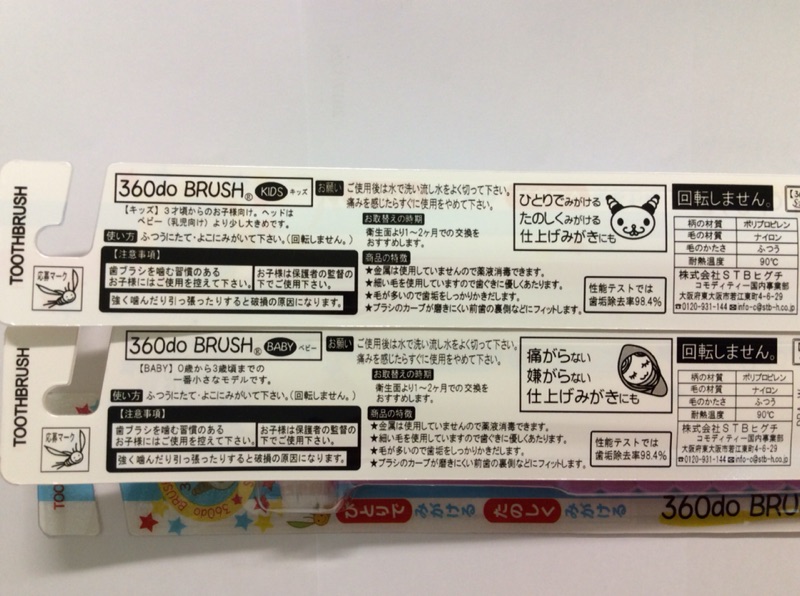 TOOTHBRUSH
応募マーク
360do BRUSH® KIDS キッズ
【キッズ】3才頃からのお子様向け。ヘッドは
ベビー(乳児向け)より少し大きめです。
使い方 ふつうにたて・よこにみがいて下さい。(回転しません。)
【注意事項】
歯ブラシを噛む習慣のある
お子様にはご使用を控えて下さい。
お子様は保護者の監督の
下でご使用下さい。
強く噛んだり引っ張ったりすると破損の原因になります。
お願い ご使用後は水で洗い流し水をよく切って下さい。
痛みを感じたらすぐに使用をやめて下さい。
お取替えの時期
衛生面より1〜2ヶ月での交換を
おすすめします。
商品の特徴
★金属は使用していませんので薬液消毒できます。
★細い毛を使用していますので歯ぐきに優しくあたります。
★毛が多いので歯垢をしっかりかきだします。
★ブラシのカーブが磨きにくい前歯の裏側などにフィットします。
ひとりでみがける
たのしくみがける
仕上げみがきにも
性能テストでは
歯垢除去率98.4%
回転しません。
柄の材質 ポリプロピレン
毛の材質 ナイロン
毛のかたさ ふつう
耐熱温度 90℃
株式会社STBヒグチ
コモディティー国内事業部
大阪府東大阪市若江東町4-6-29
0120-931-144 info-c@stb-h.co.jp
TOOTHBRUSH
応募マーク
360do BRUSH® BABY ベビー
【BABY】0歳から3歳頃までの
一番小さなモデルです。
使い方 ふつうにたて・よこにみがいて下さい。(回転しません。)
【注意事項】
歯ブラシを噛む習慣のある
お子様にはご使用を控えて下さい。
お子様は保護者の監督の
下でご使用下さい。
強く噛んだり引っ張ったりすると破損の原因になります。
お願い ご使用後は水で洗い流し水をよく切って下さい。
痛みを感じたらすぐに使用をやめて下さい。
お取替えの時期
衛生面より1〜2ヶ月での交換を
おすすめします。
商品の特徴
★金属は使用していませんので薬液消毒できます。
★細い毛を使用していますので歯ぐきに優しくあたります。
★毛が多いので歯垢をしっかりかきだします。
★ブラシのカーブが磨きにくい前歯の裏側などにフィットします。
痛がらない
嫌がらない
仕上げみがきにも
性能テストでは
歯垢除去率98.4%
回転しません。
柄の材質 ポリプロピレン
毛の材質 ナイロン
毛のかたさ ふつう
耐熱温度 90℃
株式会社STBヒグチ
コモディティー国内事業部
大阪府東大阪市若江東町4-6-29
0120-931-144 info-c@stb-h.co.jp
360do BRUSH
ひとりで みがける たのしく みがける
360do BRU